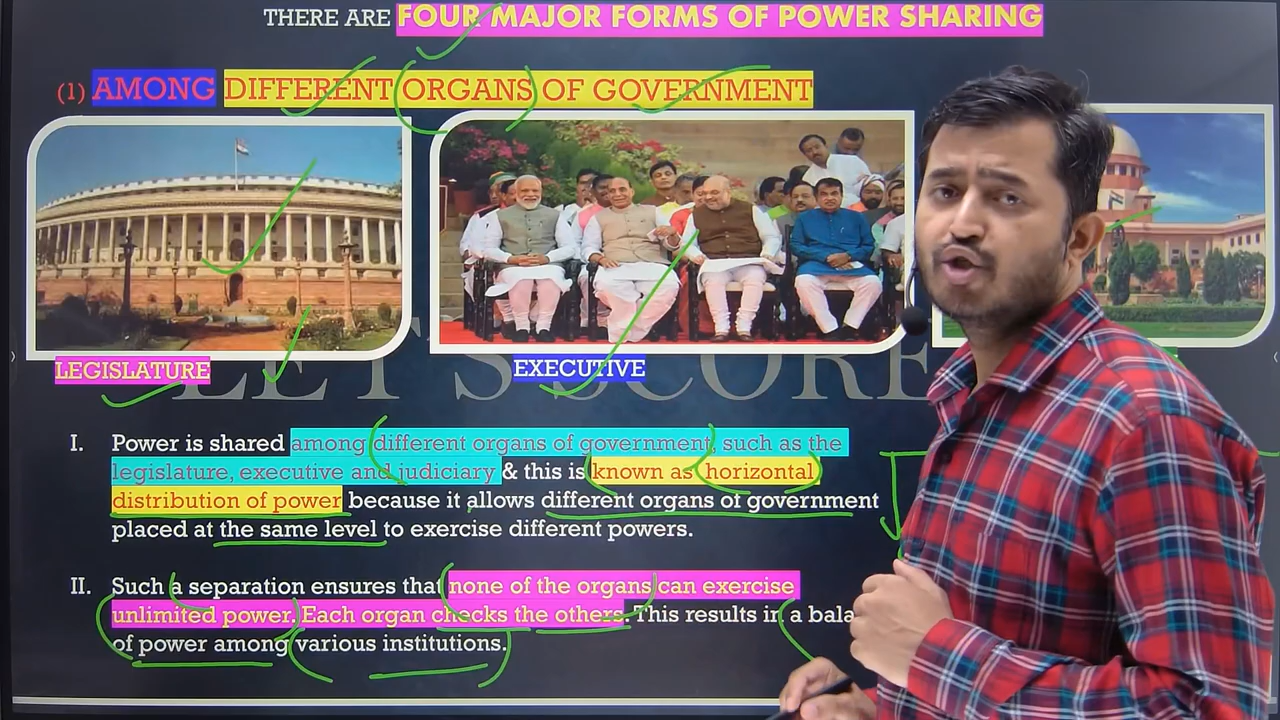 THERE ARE FOUR MAJOR FORMS OF POWER SHARING
(1) AMONG DIFFERENT ORGANS OF GOVERNMENT
LEGISLATURE EXECUTIVE
LET'S SCORE
I. Power is shared among different organs of government, such as the
legislature, executive and judiciary & this is known as horizontal
distribution of power because it allows different organs of government
placed at the same level to exercise different powers.
II. Such a separation ensures that none of the organs can exercise
unlimited power. Each organ checks the others. This results in a bala
of power among various institutions.